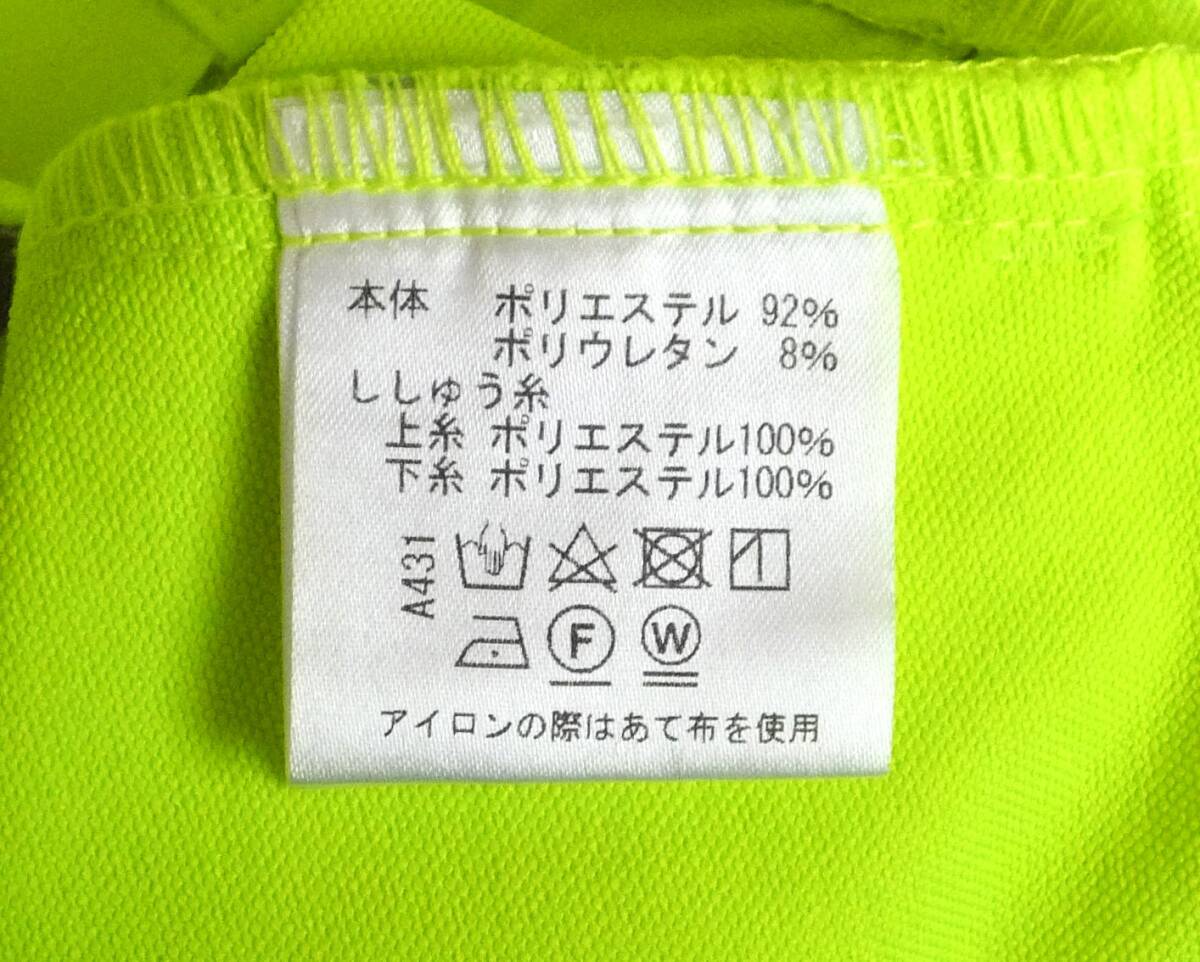 本体 ポリエステル 92%
ポリウレタン 8%
ししゅう糸
上糸 ポリエステル100%
下糸 ポリエステル100%
A431
F W
アイロンの際はあて布を使用